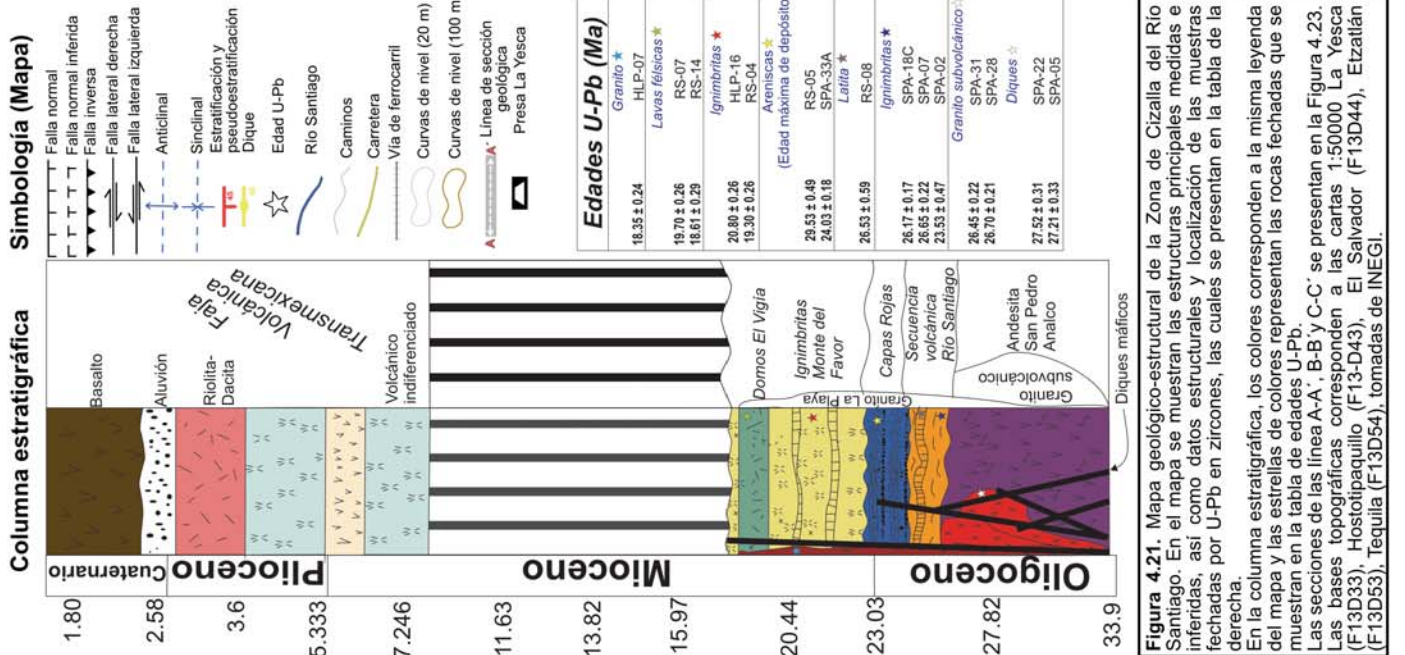 Columna estratigráfica
1.80
2.58
3.6
5.333
7.246
11.63
13.82
15.97
20.44
23.03
27.82
33.9
Cuaternario
Plioceno
Mioceno
Oligoceno
Basalto
Aluvión
Riolita-
Dacita
Faja
Volcánica
Transmexicana
Volcánico
indiferenciado
Domos El Vigía
Ignimbritas
Monte del
Favor
Granito La Playa
Capas Rojas
Secuencia
volcánica
Río Santiago
Granito
subvolcánico
Andesita
San Pedro
Analco
Diques máficos
Simbología (Mapa)
Falla normal
Falla normal inferida
Falla inversa
Falla lateral derecha
Falla lateral izquierda
Anticlinal
Sinclinal
Estratificación y
pseudoestratificación
Dique
Edad U-Pb
Río Santiago
Caminos
Carretera
Vía de ferrocarril
Curvas de nivel (20 m)
Curvas de nivel (100 m
A A´ Línea de sección
geológica
Presa La Yesca
Edades U-Pb (Ma)
Granito
18.35 ± 0.24 HLP-07
Lavas félsicas
19.70 ± 0.26 RS-07
18.61 ± 0.29 RS-14
Ignimbritas
20.80 ± 0.26 HLP-16
19.30 ± 0.26 RS-04
Areniscas
(Edad máxima de depósito
29.53 ± 0.49 RS-05
24.03 ± 0.18 SPA-33A
Latita
26.53 ± 0.59 RS-08
Ignimbritas
26.17 ± 0.17 SPA-18C
26.65 ± 0.22 SPA-07
23.53 ± 0.47 SPA-02
Granito subvolcánico
26.45 ± 0.22 SPA-31
26.70 ± 0.21 SPA-28
Diques
27.52 ± 0.31 SPA-22
27.21 ± 0.33 SPA-05
Figura 4.21. Mapa geológico-estructural de la Zona de Cizalla del Río
Santiago. En el mapa se muestran las estructuras principales medidas e
inferidas, así como datos estructurales y localización de las muestras
fechadas por U-Pb en zircones, las cuales se presentan en la tabla de la
derecha.
En la columna estratigráfica, los colores corresponden a la misma leyenda
del mapa y las estrellas de colores representan las rocas fechadas que se
muestran en la tabla de edades U-Pb.
Las secciones de las línea A-A´, B-B´y C-C´ se presentan en la Figura 4.23.
Las bases topográficas corresponden a las cartas 1:50000 La Yesca
(F13D33), Hostotipaquillo (F13-D43), El Salvador (F13D44), Etzatlán
(F13D53), Tequila (F13D54), tomadas de INEGI.